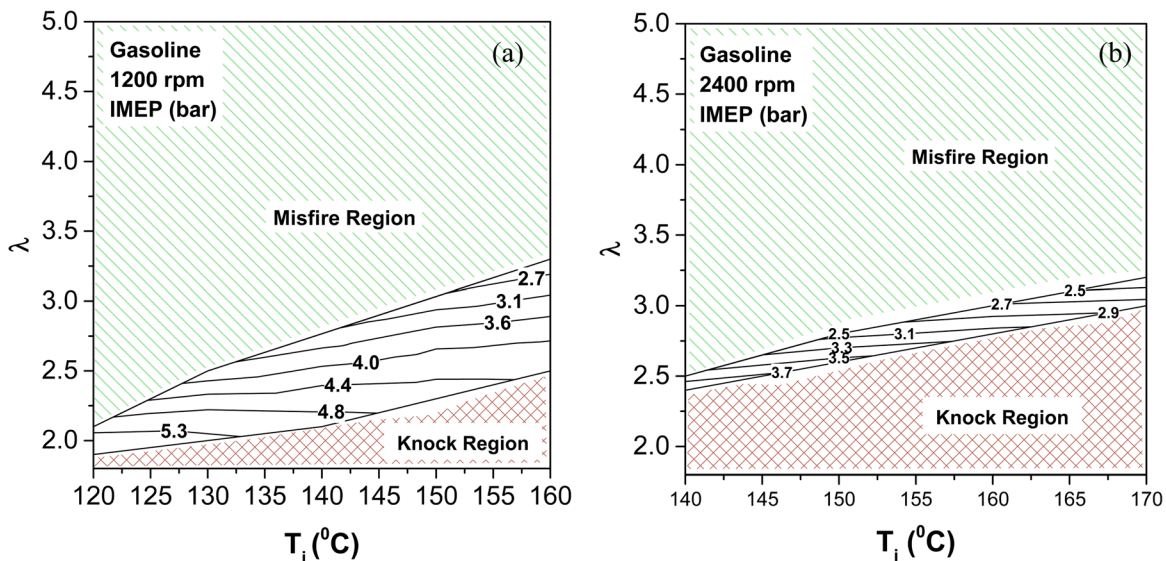 (a)
Gasoline
1200 rpm
IMEP (bar)
Misfire Region
Knock Region
2.7
3.1
3.6
4.0
4.4
4.8
5.3
5.0
4.5
4.0
3.5
3.0
2.5
2.0
λ
120 125 130 135 140 145 150 155 160
T_i (⁰C)
(b)
Gasoline
2400 rpm
IMEP (bar)
Misfire Region
Knock Region
2.5
2.7
2.9
2.5
3.1
3.3
3.5
3.7
5.0
4.5
4.0
3.5
3.0
2.5
2.0
λ
140 145 150 155 160 165 170
T_i (⁰C)